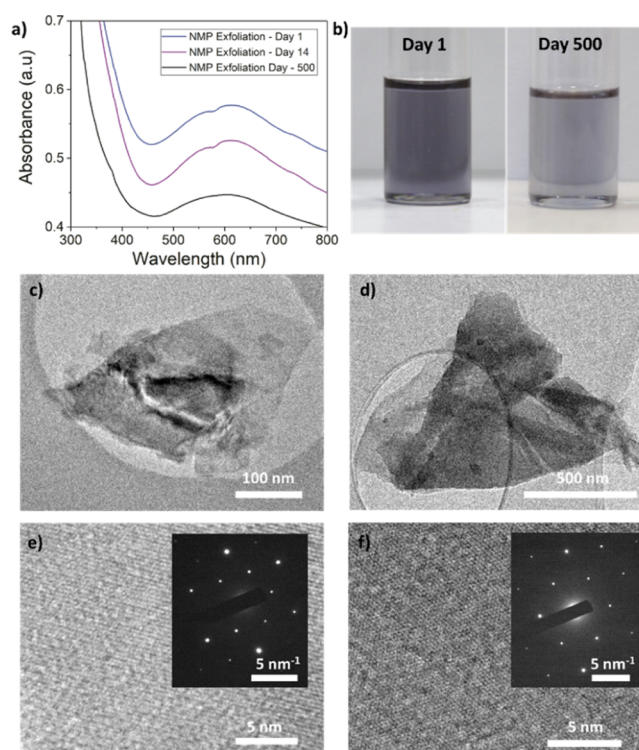 a)
0.7
0.6
0.5
0.4
Absorbance (a.u)
NMP Exfoliation - Day 1
NMP Exfoliation - Day 14
NMP Exfoliation Day - 500
300 400 500 600 700 800
Wavelength (nm)
b)
Day 1
Day 500
c)
100 nm
d)
500 nm
e)
5 nm⁻¹
5 nm
f)
5 nm⁻¹
5 nm